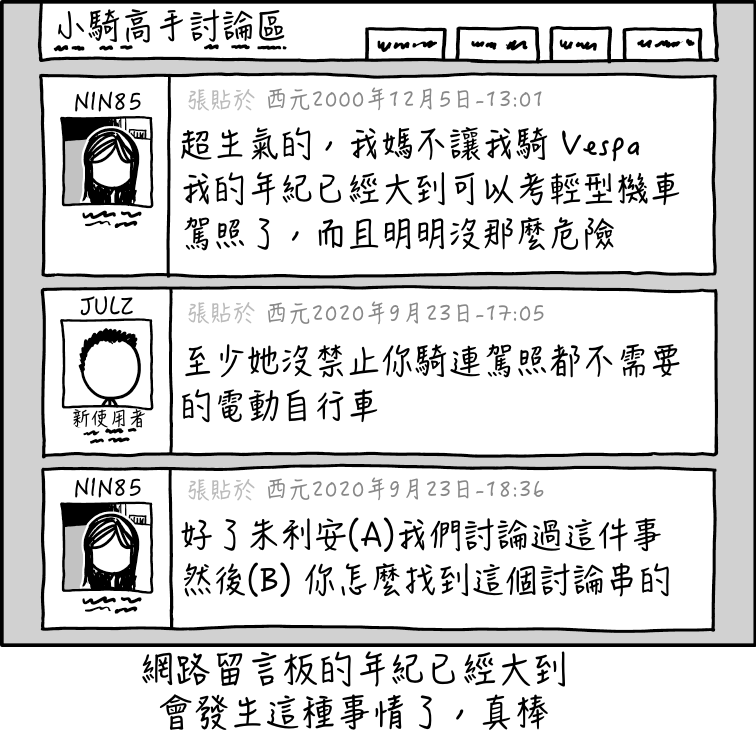 小騎高手討論區
NIN85
張貼於 西元2000年12月5日-13:01
超生氣的，我媽不讓我騎 Vespa
我的年紀已經大到可以考輕型機車
駕照了，而且明明沒那麼危險
JULZ
新使用者
張貼於 西元2020年9月23日-17:05
至少她沒禁止你騎連駕照都不需要
的電動自行車
NIN85
張貼於 西元2020年9月23日-18:36
好了朱利安(A)我們討論過這件事
然後(B) 你怎麼找到這個討論串的
網路留言板的年紀已經大到
會發生這種事情了，真棒